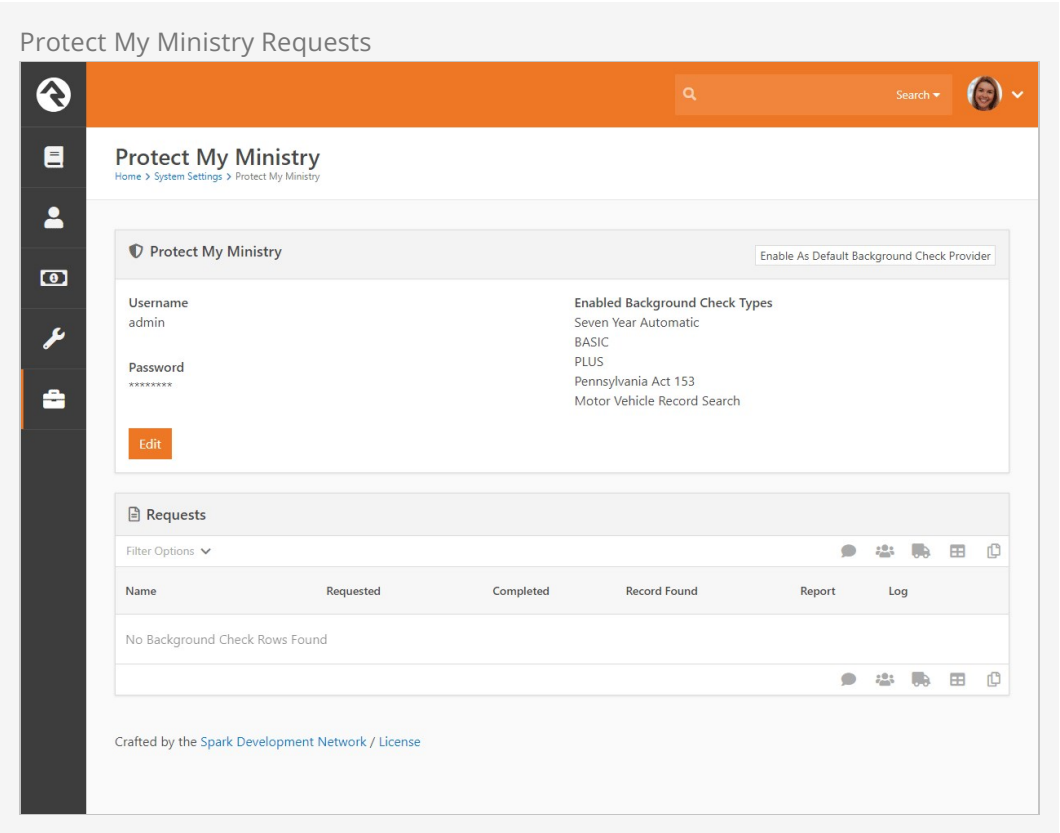 Protect My Ministry Requests
Search
Protect My Ministry
Home > System Settings > Protect My Ministry
Protect My Ministry
Enable As Default Background Check Provider
Username
admin
Password
********
Edit
Enabled Background Check Types
Seven Year Automatic
BASIC
PLUS
Pennsylvania Act 153
Motor Vehicle Record Search
Requests
Filter Options
Name Requested Completed Record Found Report Log
No Background Check Rows Found
Crafted by the Spark Development Network / License